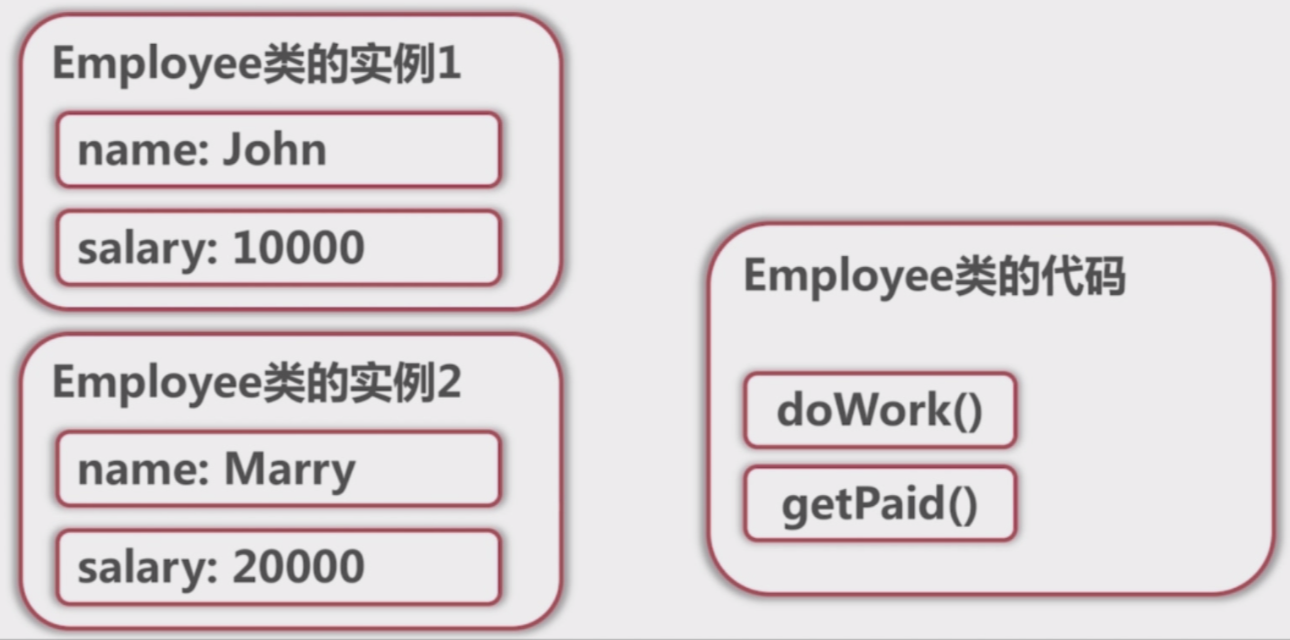 Employee类的实例1
name: John
salary: 10000
Employee类的实例2
name: Marry
salary: 20000
Employee类的代码
doWork()
getPaid()